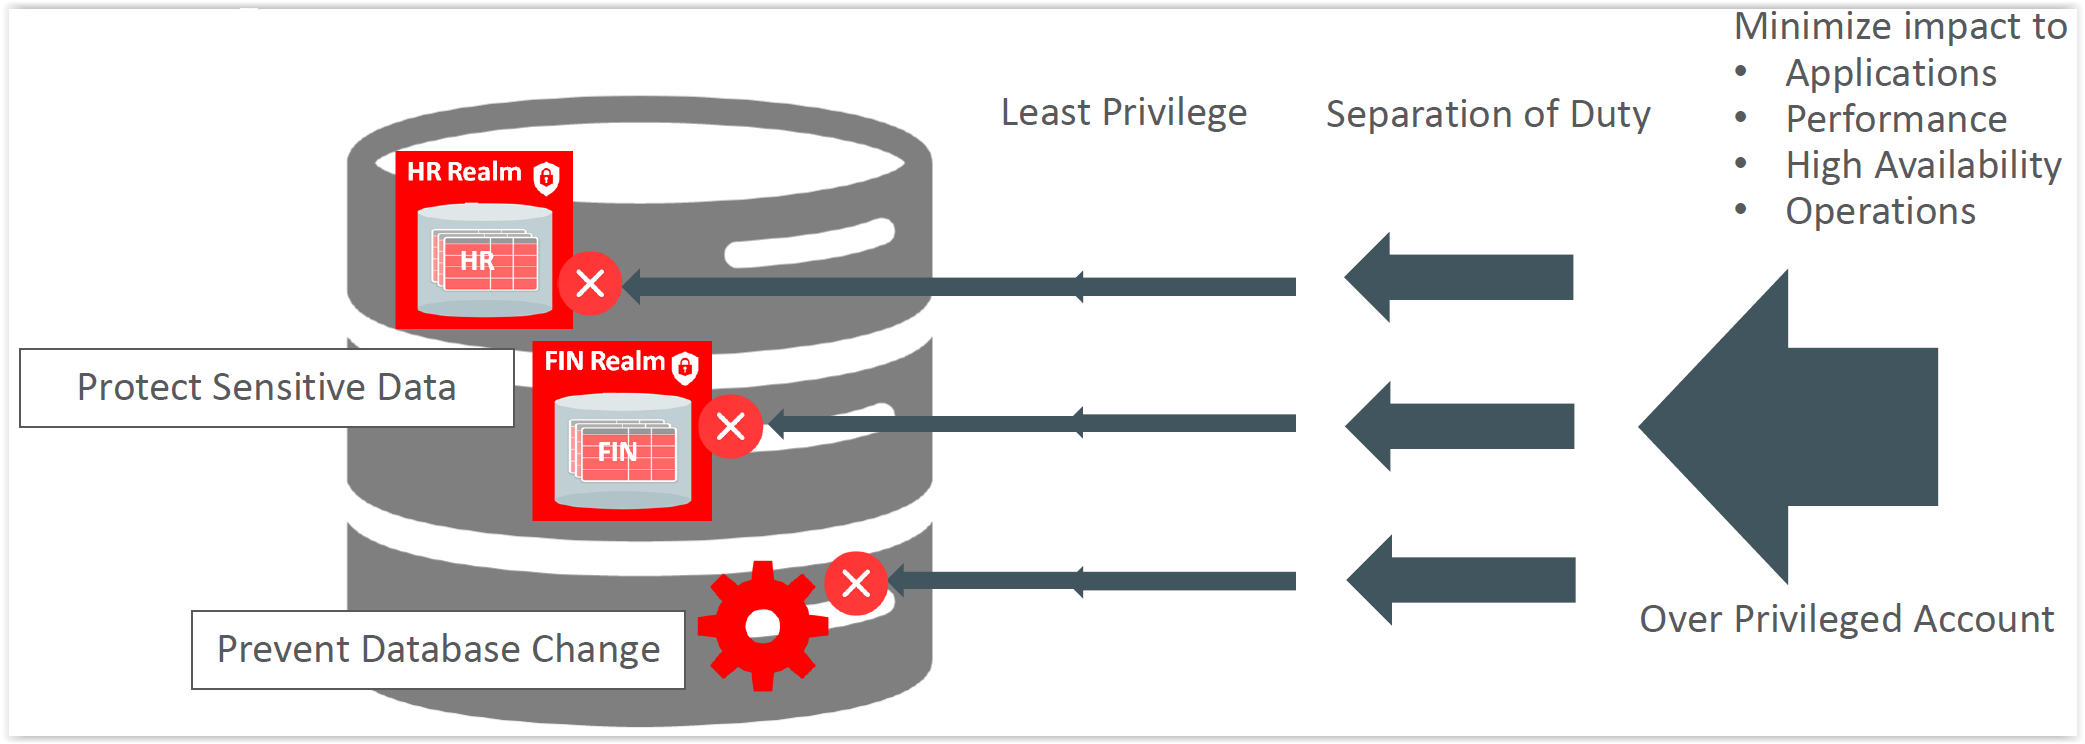 Minimize impact to
• Applications
• Performance
• High Availability
• Operations
Least Privilege
Separation of Duty
HR Realm
HR
Protect Sensitive Data
FIN Realm
FIN
Prevent Database Change
Over Privileged Account